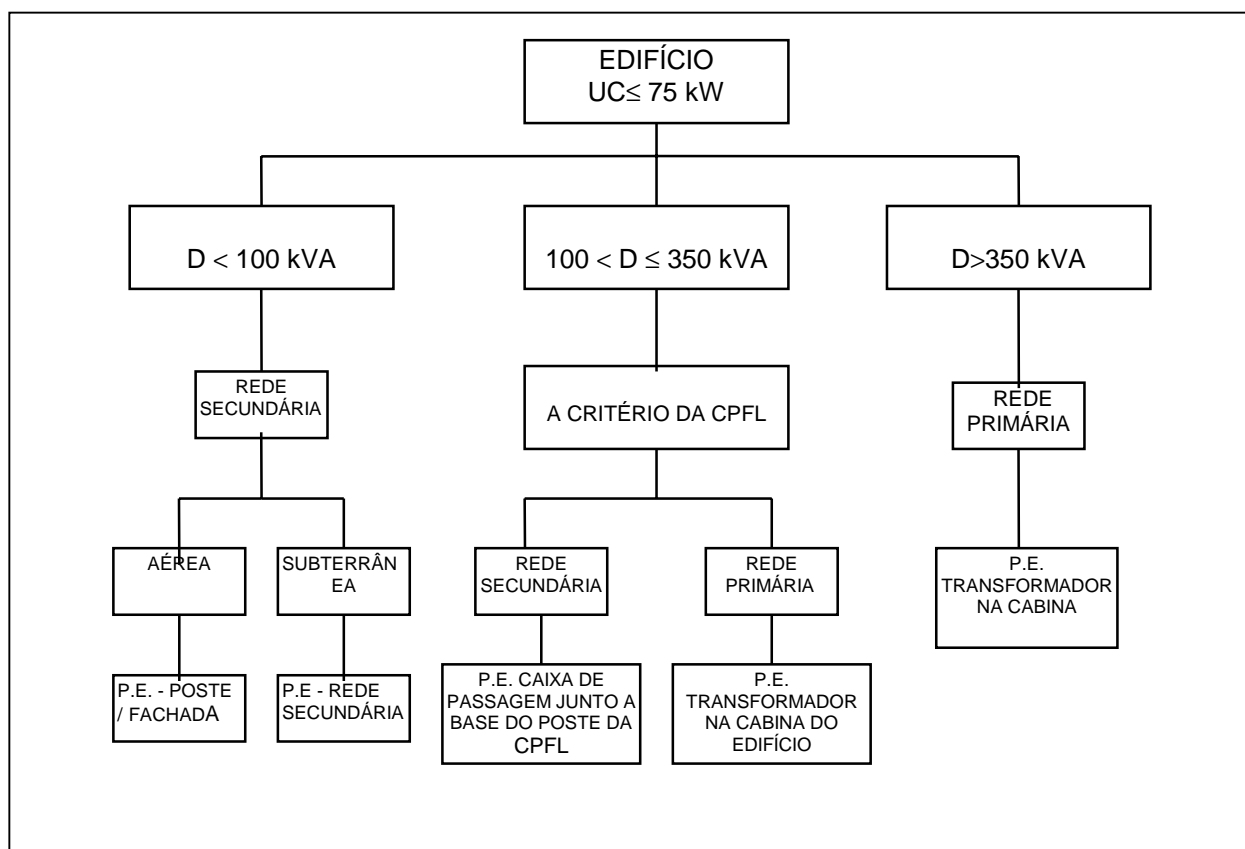 EDIFÍCIO
UC≤ 75 kW
D < 100 kVA
100 < D ≤ 350 kVA
D>350 kVA
REDE
SECUNDÁRIA
A CRITÉRIO DA CPFL
REDE
PRIMÁRIA
AÉREA
SUBTERRÂN
EA
REDE
SECUNDÁRIA
REDE
PRIMÁRIA
P.E.
TRANSFORMADOR
NA CABINA
P.E. - POSTE
/ FACHADA
P.E - REDE
SECUNDÁRIA
P.E. CAIXA DE
PASSAGEM JUNTO A
BASE DO POSTE DA
CPFL
P.E.
TRANSFORMADOR
NA CABINA DO
EDIFÍCIO